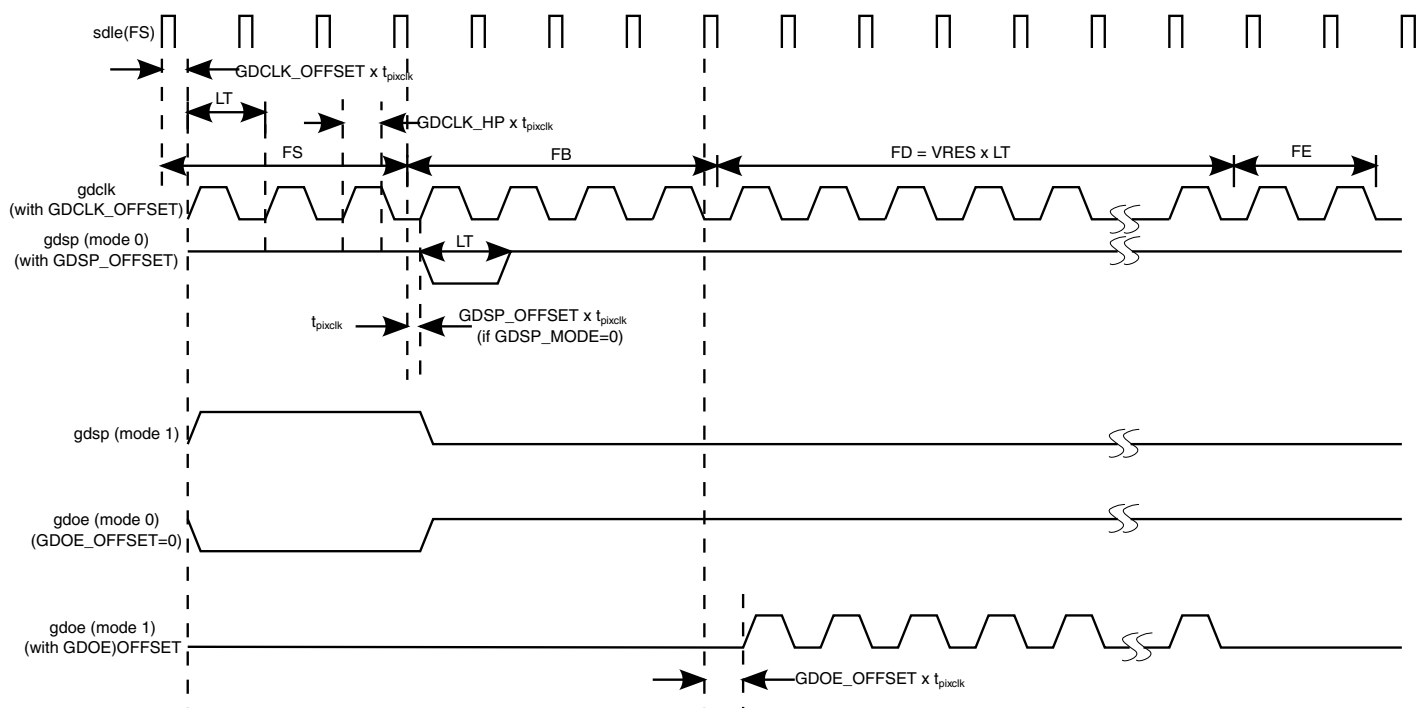 sdle(FS)
GDCLK_OFFSET x tpixclk
LT
GDCLK_HP x tpixclk
FS
FB
FD = VRES x LT
FE
gdclk
(with GDCLK_OFFSET)
gdsp (mode 0)
(with GDSP_OFFSET)
LT
tpixclk
GDSP_OFFSET x tpixclk
(if GDSP_MODE=0)
gdsp (mode 1)
gdoe (mode 0)
(GDOE_OFFSET=0)
gdoe (mode 1)
(with GDOE)OFFSET
GDOE_OFFSET x tpixclk